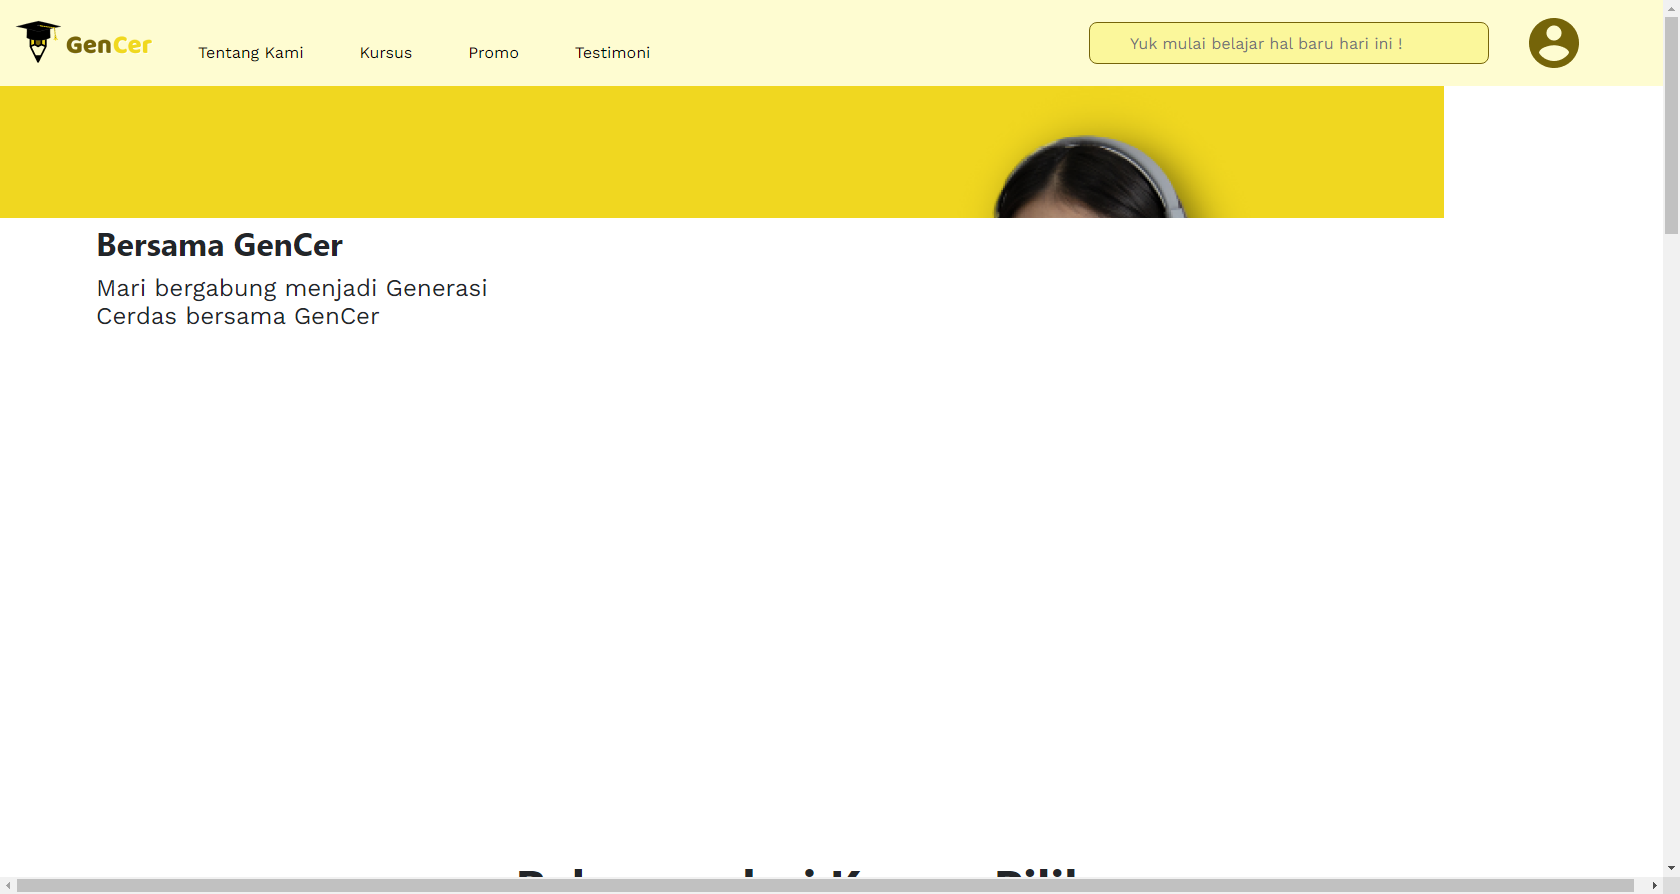 GenCer
Tentang Kami
Kursus
Promo
Testimoni
Yuk mulai belajar hal baru hari ini !
Bersama GenCer
Mari bergabung menjadi Generasi
Cerdas bersama GenCer